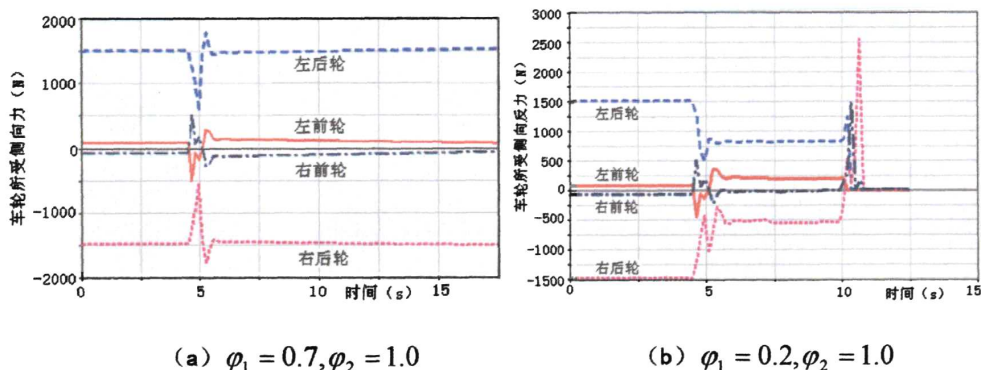 车轮所受侧向力（N）
2000
1000
0
-1000
-2000
左后轮
左前轮
右前轮
右后轮
0
5
10
15
时间（s）
(a) φ₁ = 0.7, φ₂ = 1.0
车轮所受侧向反力（N）
3000
2500
2000
1500
1000
500
0
-500
-1000
-1500
左后轮
左前轮
右前轮
右后轮
0
5
10
15
时间（s）
(b) φ₁ = 0.2, φ₂ = 1.0